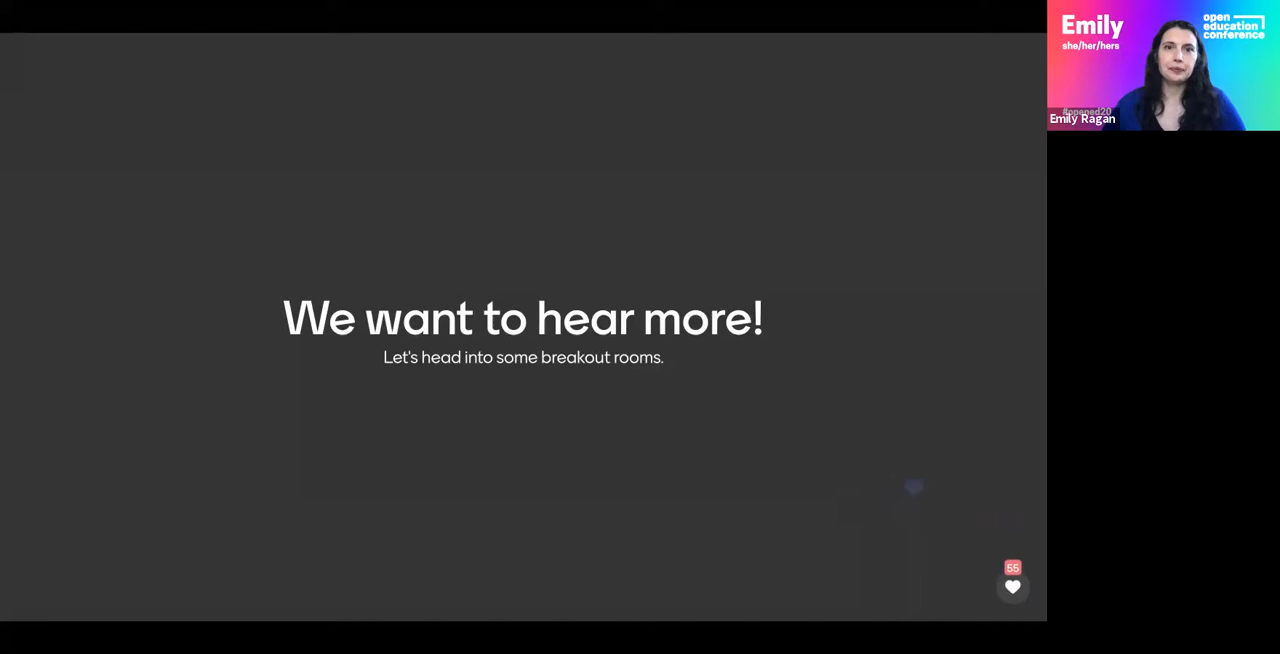 We want to hear more!
Let's head into some breakout rooms.
55
Emily
she/her/hers
open
education
conference
#opened20
Emily Ragan